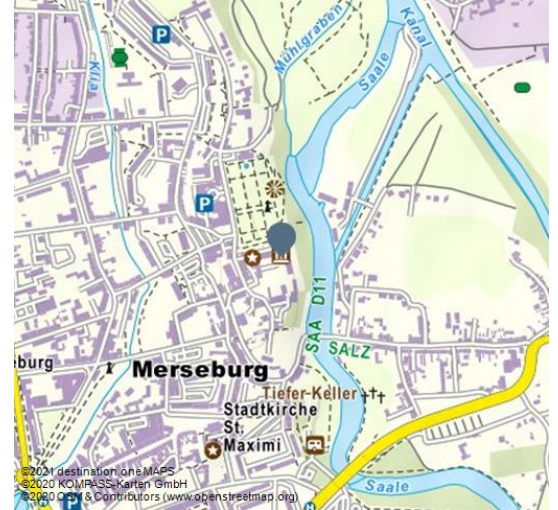 P
Klia
Mühlgraben
Saale
Kanal
P
SAA D11
SALZ
eburg
Merseburg
Tiefer-Keller
Stadtkirche
St.
Maximi
Saale
P
H
H
©2021 destination.one MAPS
©2020 KOMPASS-Karten GmbH
©2020 OSM & Contributors (www.openstreetmap.org)